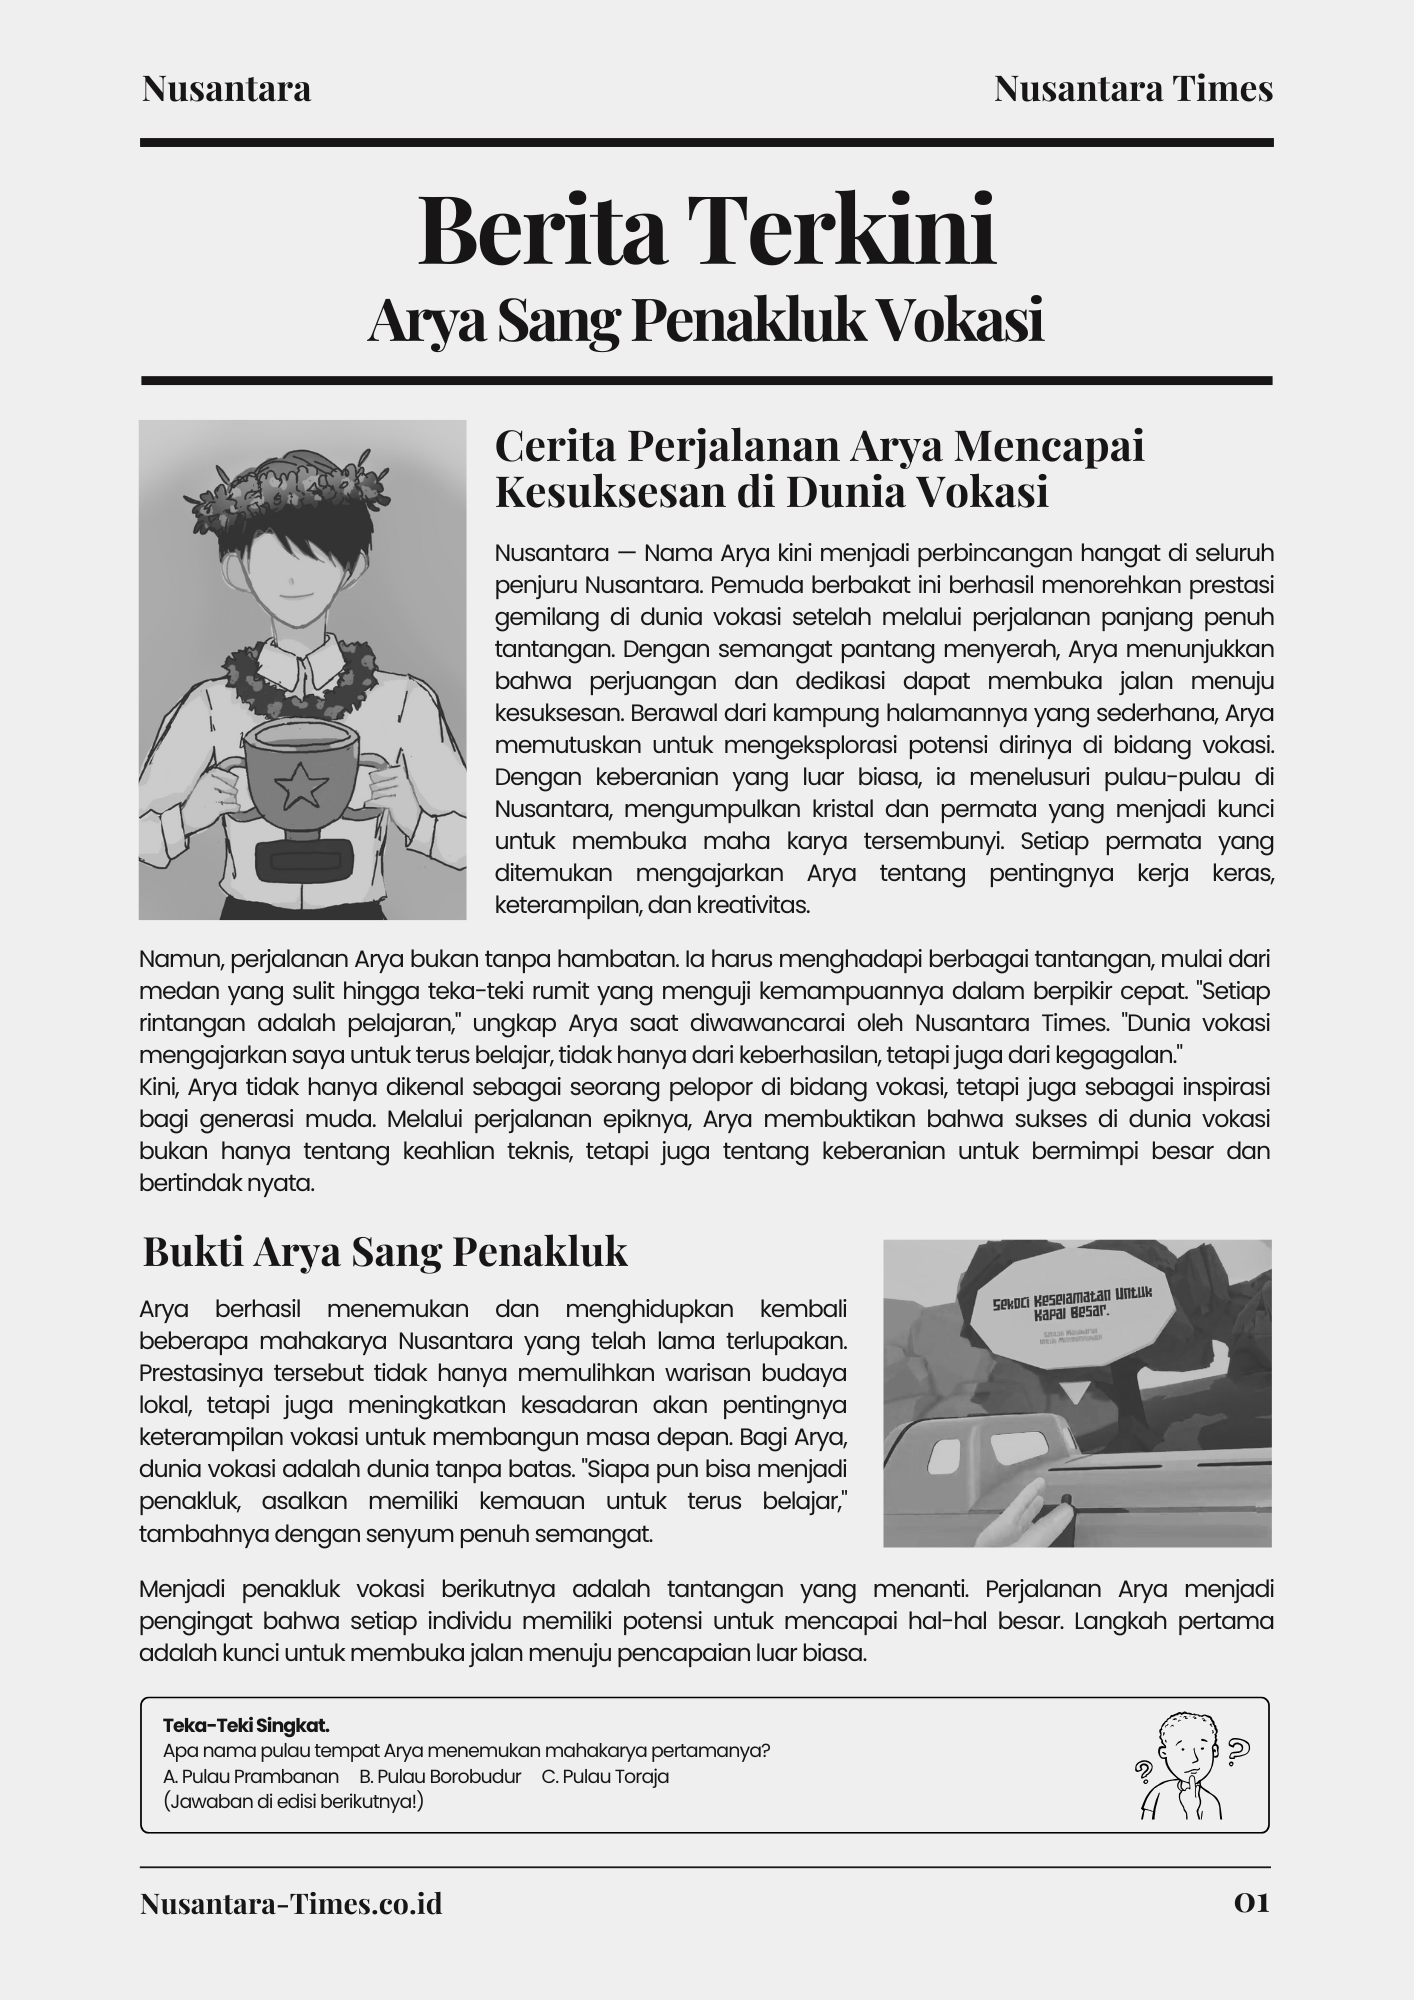 Nusantara
Nusantara Times
Berita Terkini
Arya Sang Penakluk Vokasi
Cerita Perjalanan Arya Mencapai
Kesuksesan di Dunia Vokasi
Nusantara — Nama Arya kini menjadi perbincangan hangat di seluruh
penjuru Nusantara. Pemuda berbakat ini berhasil menorehkan prestasi
gemilang di dunia vokasi setelah melalui perjalanan panjang penuh
tantangan. Dengan semangat pantang menyerah, Arya menunjukkan
bahwa perjuangan dan dedikasi dapat membuka jalan menuju
kesuksesan. Berawal dari kampung halamannya yang sederhana, Arya
memutuskan untuk mengeksplorasi potensi dirinya di bidang vokasi.
Dengan keberanian yang luar biasa, ia menelusuri pulau-pulau di
Nusantara, mengumpulkan kristal dan permata yang menjadi kunci
untuk membuka maha karya tersembunyi. Setiap permata yang
ditemukan mengajarkan Arya tentang pentingnya kerja keras,
keterampilan, dan kreativitas.
Namun, perjalanan Arya bukan tanpa hambatan. Ia harus menghadapi berbagai tantangan, mulai dari
medan yang sulit hingga teka-teki rumit yang menguji kemampuannya dalam berpikir cepat. "Setiap
rintangan adalah pelajaran," ungkap Arya saat diwawancarai oleh Nusantara Times. "Dunia vokasi
mengajarkan saya untuk terus belajar, tidak hanya dari keberhasilan, tetapi juga dari kegagalan."
Kini, Arya tidak hanya dikenal sebagai seorang pelopor di bidang vokasi, tetapi juga sebagai inspirasi
bagi generasi muda. Melalui perjalanan epiknya, Arya membuktikan bahwa sukses di dunia vokasi
bukan hanya tentang keahlian teknis, tetapi juga tentang keberanian untuk bermimpi besar dan
bertindak nyata.
Bukti Arya Sang Penakluk
Arya berhasil menemukan dan menghidupkan kembali
beberapa mahakarya Nusantara yang telah lama terlupakan.
Prestasinya tersebut tidak hanya memulihkan warisan budaya
lokal, tetapi juga meningkatkan kesadaran akan pentingnya
keterampilan vokasi untuk membangun masa depan. Bagi Arya,
dunia vokasi adalah dunia tanpa batas. "Siapa pun bisa menjadi
penakluk, asalkan memiliki kemauan untuk terus belajar,"
tambahnya dengan senyum penuh semangat.
Sekoci Keselamatan Untuk
Kapal Besar.
Menjadi penakluk vokasi berikutnya adalah tantangan yang menanti. Perjalanan Arya menjadi
pengingat bahwa setiap individu memiliki potensi untuk mencapai hal-hal besar. Langkah pertama
adalah kunci untuk membuka jalan menuju pencapaian luar biasa.
Teka-Teki Singkat.
Apa nama pulau tempat Arya menemukan mahakarya pertamanya?
A. Pulau Prambanan B. Pulau Borobudur C. Pulau Toraja
(Jawaban di edisi berikutnya!)
Nusantara-Times.co.id
01